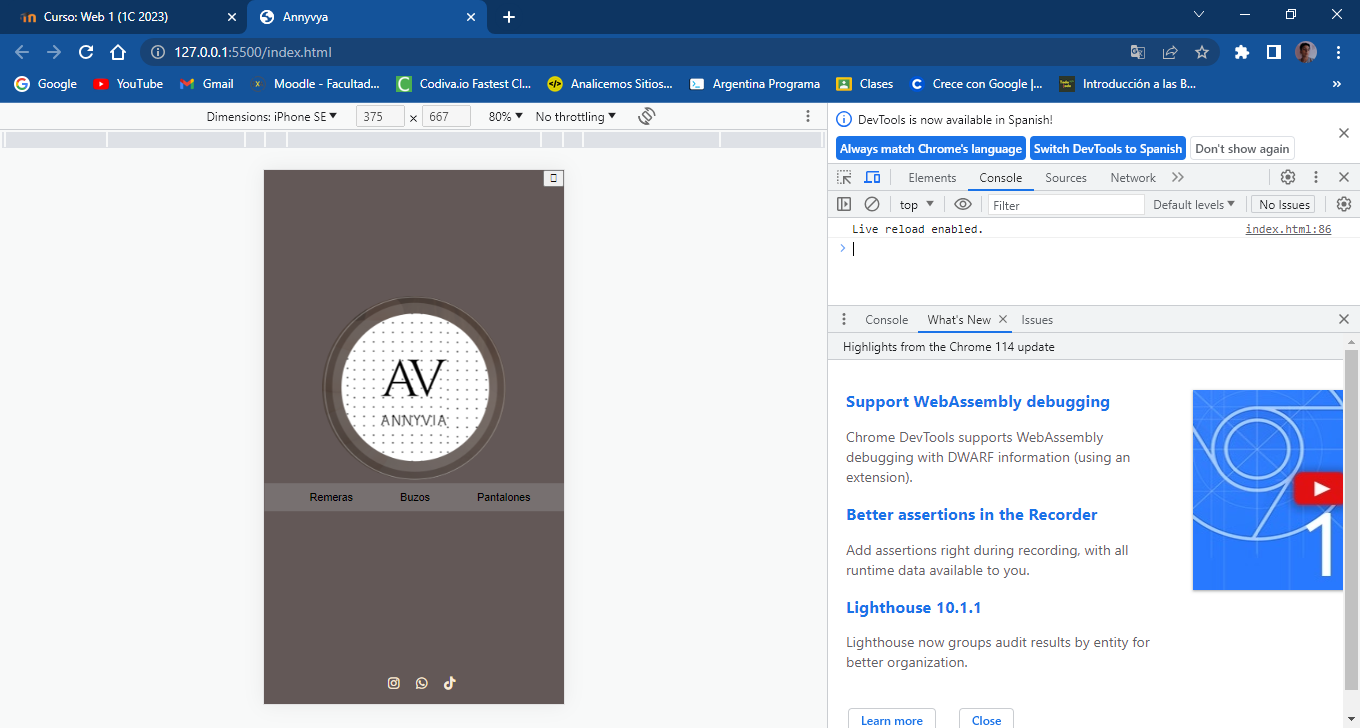 Curso: Web 1 (1C 2023)
Annyvya
127.0.0.1:5500/index.html
Google
YouTube
Gmail
Moodle - Facultad...
Codiva.io Fastest Cl...
Analicemos Sitios...
Argentina Programa
Clases
Crece con Google |...
Introducción a las B...
»
Dimensions: iPhone SE
375
×
667
80%
No throttling
DevTools is now available in Spanish!
Always match Chrome's language
Switch DevTools to Spanish
Don't show again
Elements
Console
Sources
Network
top
Filter
Default levels
No Issues
Live reload enabled.
index.html:86
AV
ANNYVIA
Remeras
Buzos
Pantalones
Console
What's New
Issues
Highlights from the Chrome 114 update
Support WebAssembly debugging
Chrome DevTools supports WebAssembly
debugging with DWARF information (using an
extension).
Better assertions in the Recorder
Add assertions right during recording, with all
runtime data available to you.
Lighthouse 10.1.1
Lighthouse now groups audit results by entity for
better organization.
Learn more
Close